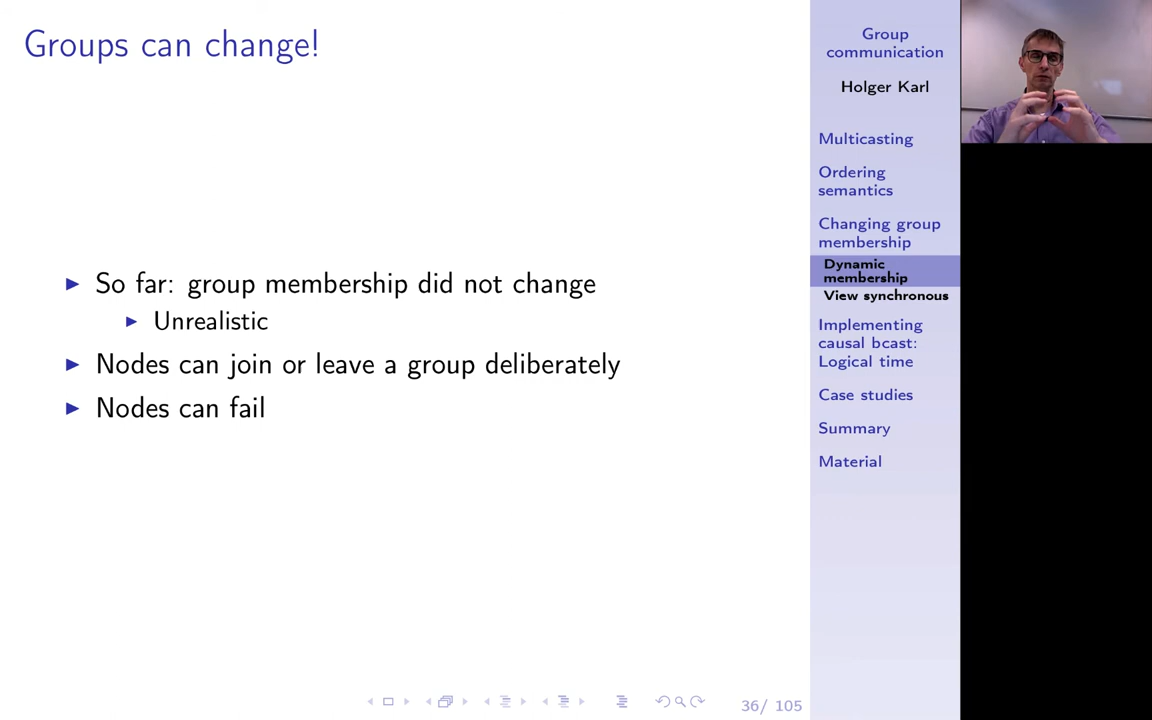 Groups can change!
So far: group membership did not change
Unrealistic
Nodes can join or leave a group deliberately
Nodes can fail
36/ 105
Group
communication
Holger Karl
Multicasting
Ordering
semantics
Changing group
membership
Dynamic
membership
View synchronous
Implementing
causal bcast:
Logical time
Case studies
Summary
Material